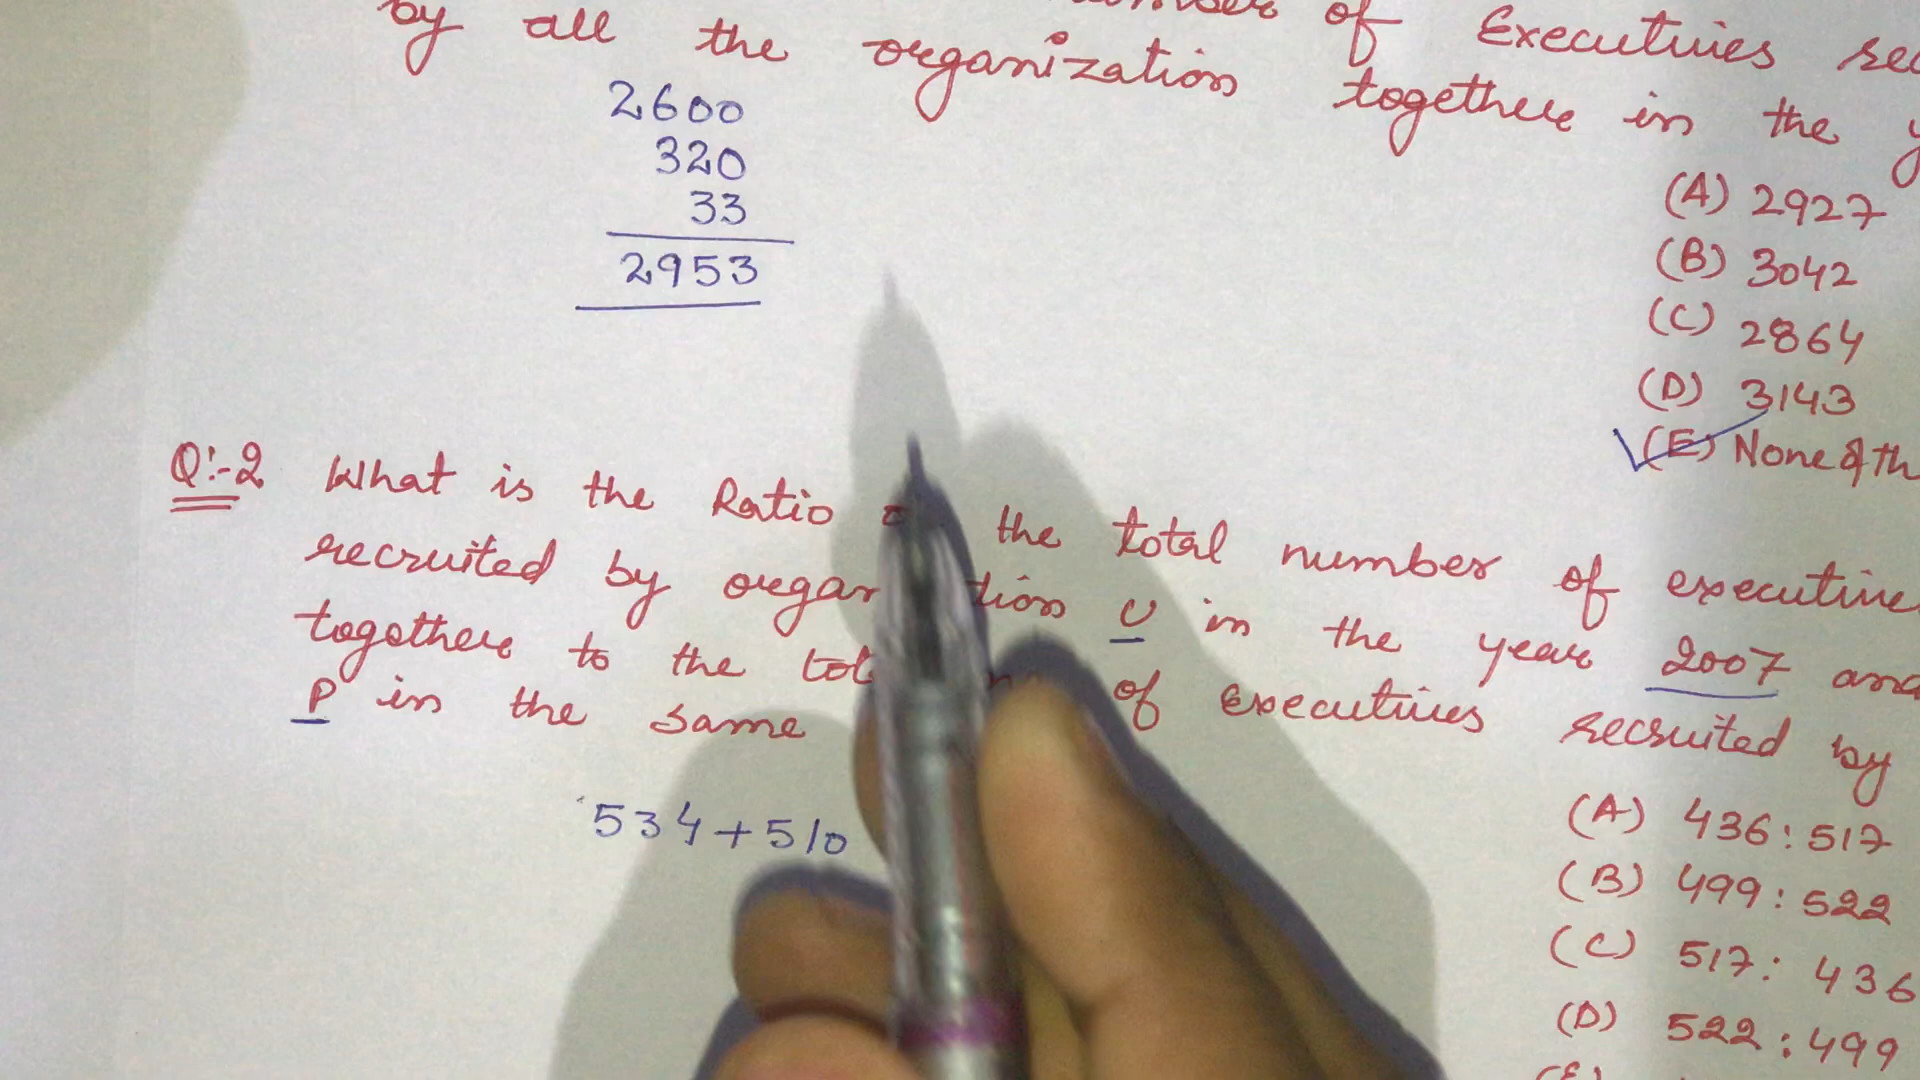 by all the organization of Executives
together in the
2600
320
33
2953
(A) 2927
(B) 3042
(C) 2864
(D) 3143
(E) None of th
Q:-2 What is the Ratio the total number of executive
recruited by U in the year 2007 and
together to the of executives recruited by
P in the same
534+510
(A) 436:517
(B) 499:522
(C) 517:436
(D) 522:499